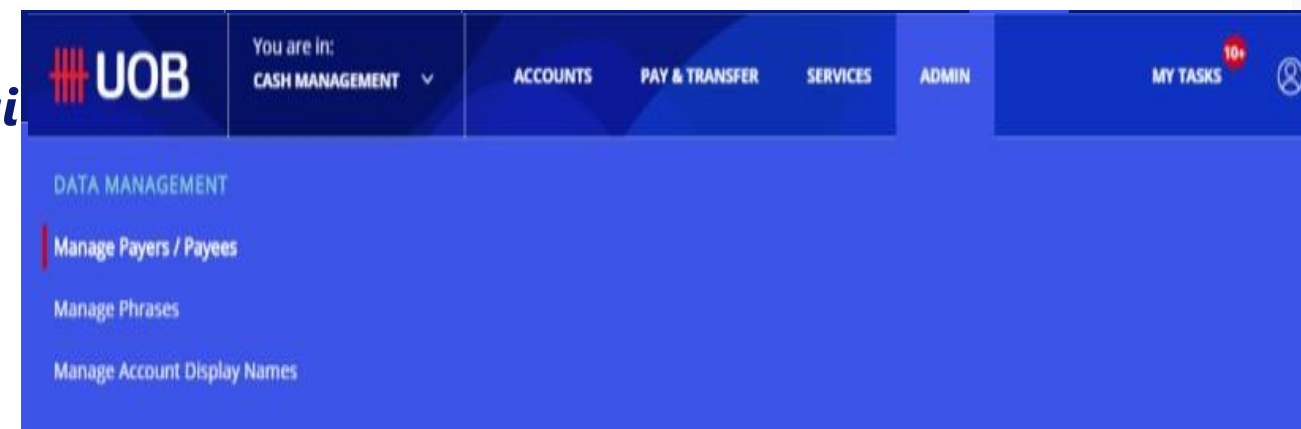 UOB
You are in:
CASH MANAGEMENT
ACCOUNTS
PAY & TRANSFER
SERVICES
ADMIN
MY TASKS
10+
DATA MANAGEMENT
Manage Payers / Payees
Manage Phrases
Manage Account Display Names